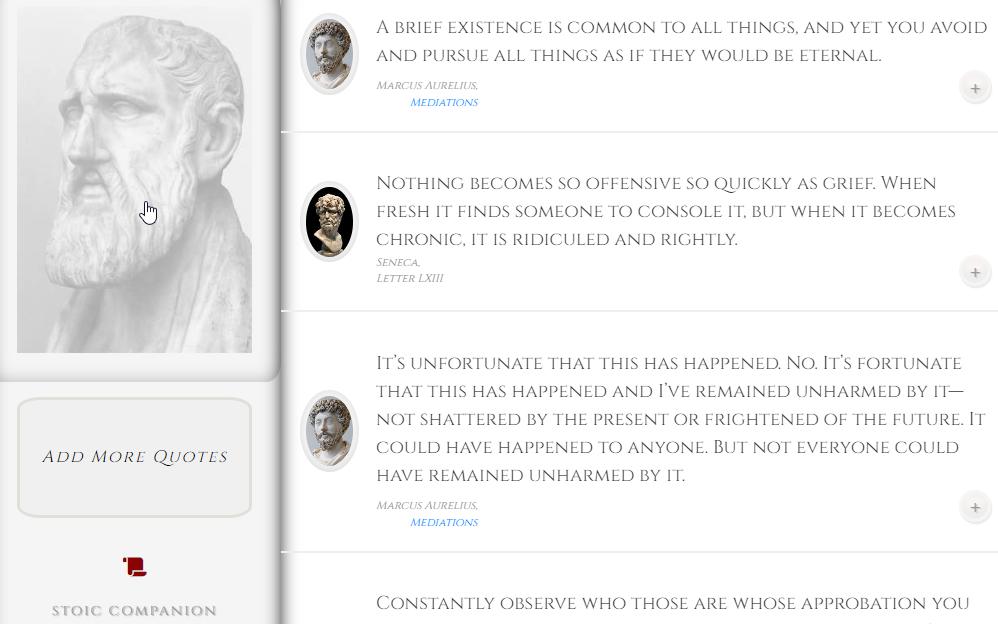 A brief existence is common to all things, and yet you avoid
and pursue all things as if they would be eternal.
Marcus Aurelius,
Mediations
+
Nothing becomes so offensive so quickly as grief. When
fresh it finds someone to console it, but when it becomes
chronic, it is ridiculed and rightly.
Seneca,
Letter LXIII
+
It’s unfortunate that this has happened. No. It’s fortunate
that this has happened and I’ve remained unharmed by it—
not shattered by the present or frightened of the future. It
could have happened to anyone. But not everyone could
have remained unharmed by it.
Marcus Aurelius,
Mediations
+
Constantly observe who those are whose approbation you
Add More Quotes
STOIC COMPANION